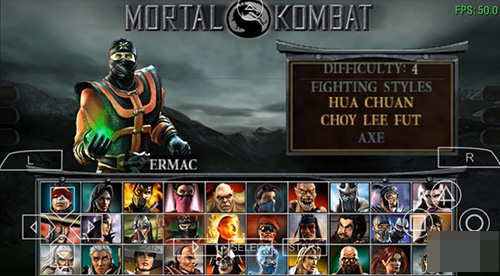 MORTAL KOMBAT
FPS: 50.0
DIFFICULTY: 4
FIGHTING STYLES
HUA CHUAN
CHOY LEE FUT
AXE
ERMAC
L
R
SELECT
START